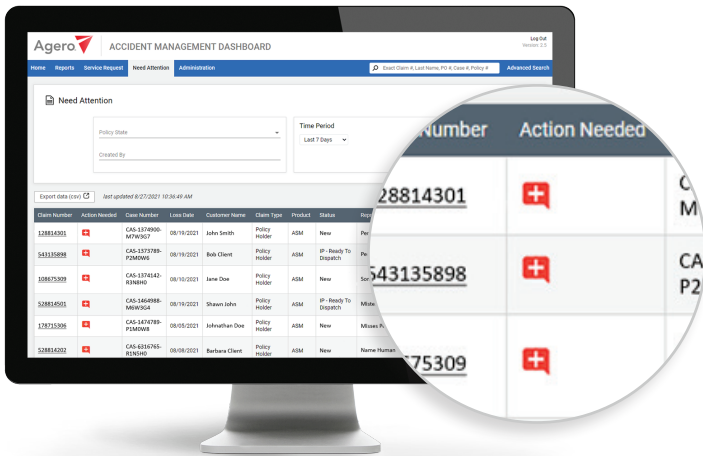 Agero
ACCIDENT MANAGEMENT DASHBOARD
Log Out
Version: 2.5
Home Reports Service Request Need Attention Administration
Exact Claim #, Last Name, PO #, Case #, Policy #
Advanced Search
Need Attention
Policy State
Created By
Time Period
Last 7 Days
Export data (csv)
last updated 8/27/2021 10:36:49 AM
Claim Number Action Needed Case Number Loss Date Customer Name Claim Type Product Status
128814301 CAS-1374900-M7W3G7 08/19/2021 John Smith Policy Holder ASM New Per
543135898 CAS-1373789-P2M0W6 08/19/2021 Bob Client Policy Holder ASM IP - Ready To Dispatch Pe
108675309 CAS-1374142-R3N8H0 08/10/2021 Jane Doe Policy Holder ASM New
528814501 CAS-1464988-M6W3G4 08/19/2021 Shawn John Policy Holder ASM IP - Ready To Dispatch
178715306 CAS-1474789-P1M0W8 08/05/2021 Johnathan Doe Policy Holder ASM New Misses
528814202 CAS-6316765-R1N5H0 08/08/2021 Barbara Client Policy Holder ASM New Name Human
Number Action Needed
28814301
M
543135898
CA
P2
75309